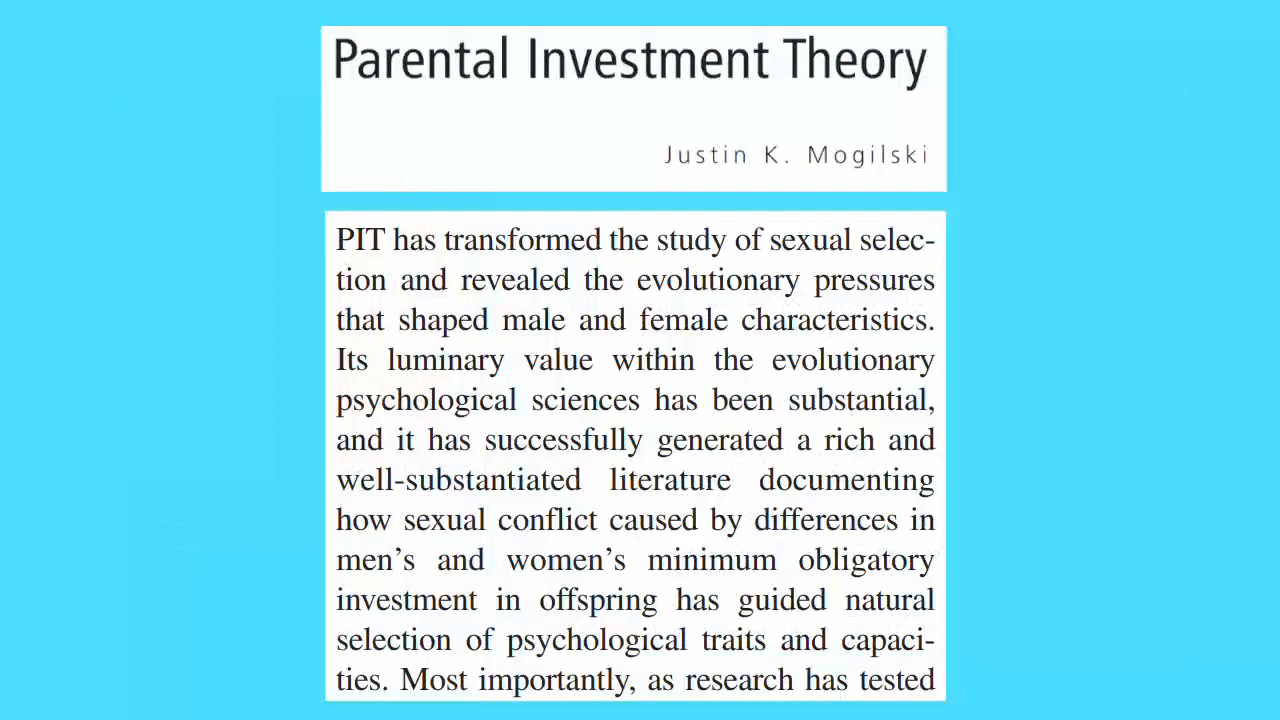 Parental Investment Theory
Justin K. Mogilski
PIT has transformed the study of sexual selec-
tion and revealed the evolutionary pressures
that shaped male and female characteristics.
Its luminary value within the evolutionary
psychological sciences has been substantial,
and it has successfully generated a rich and
well-substantiated literature documenting
how sexual conflict caused by differences in
men's and women's minimum obligatory
investment in offspring has guided natural
selection of psychological traits and capaci-
ties. Most importantly, as research has tested